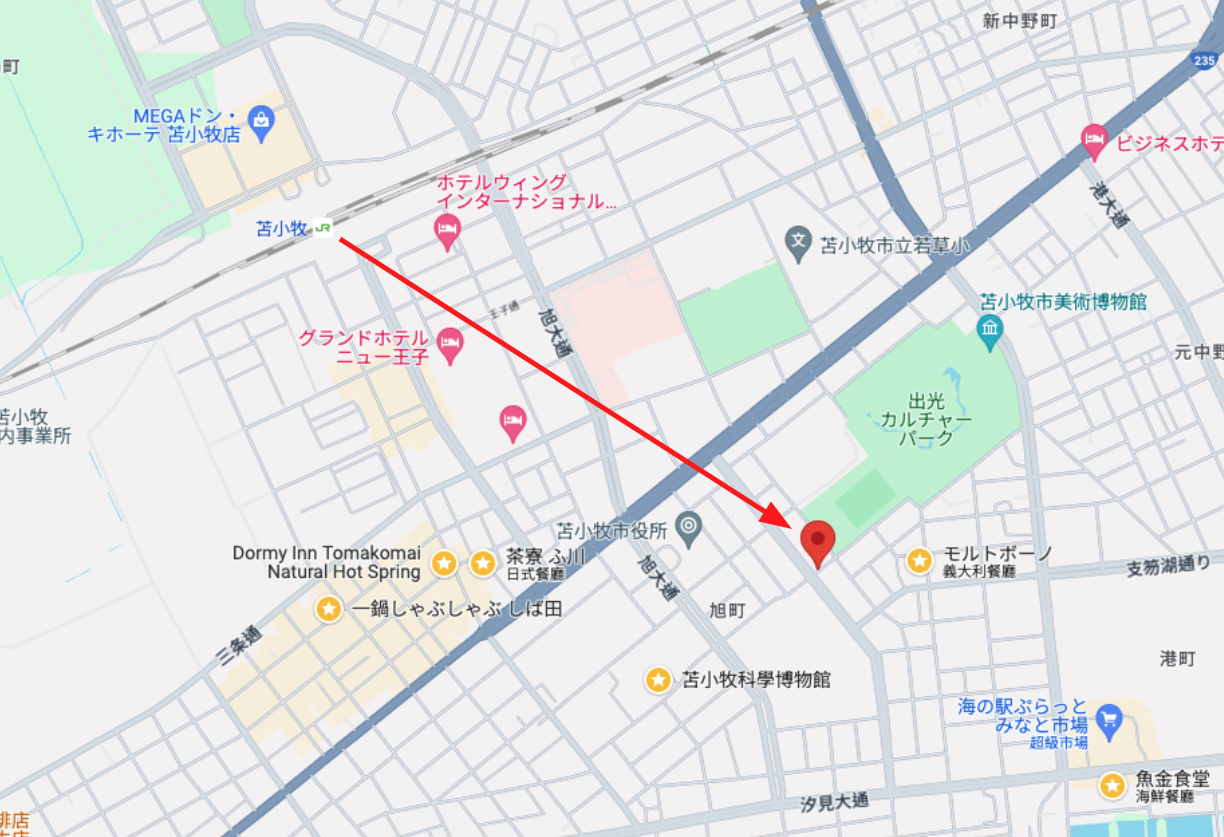 新中野町
町
235
MEGAドン・
キホーテ 苫小牧店
ビジネスホテ
ホテルウィング
インターナショナル...
港大通
苫小牧
JR
文
苫小牧市立若草小
苫小牧市美術博物館
王子通
旭大通
グランドホテル
ニュー王子
元中野
出光
カルチャー
パーク
苫小牧
内事業所
苫小牧市役所
Dormy Inn Tomakomai
Natural Hot Spring
茶寮 ふ川
日式餐廳
モルトボーノ
義大利餐廳
支笏湖通り
旭大通
一鍋しゃぶしゃぶ しば田
旭町
三条通
港町
苫小牧科學博物館
海の駅ぷらっと
みなと市場
超級市場
魚金食堂
海鮮餐廳
汐見大通
啡店